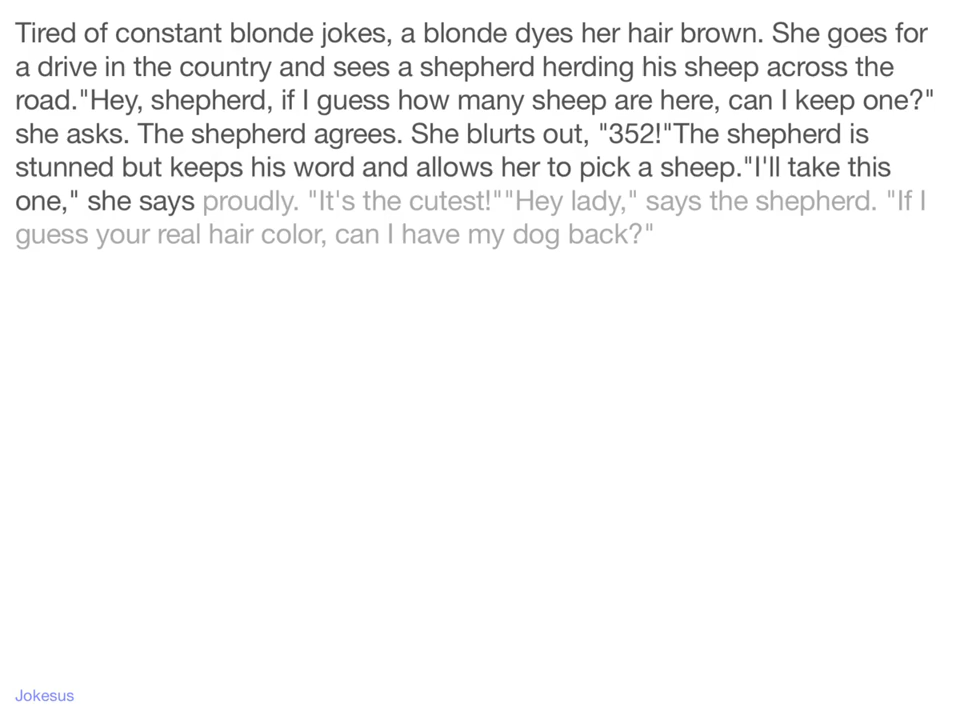 Tired of constant blonde jokes, a blonde dyes her hair brown. She goes for
a drive in the country and sees a shepherd herding his sheep across the
road."Hey, shepherd, if I guess how many sheep are here, can I keep one?"
she asks. The shepherd agrees. She blurts out, "352!"The shepherd is
stunned but keeps his word and allows her to pick a sheep."I'll take this
one," she says proudly. "It's the cutest!""Hey lady," says the shepherd. "If I
guess your real hair color, can I have my dog back?"
Jokesus